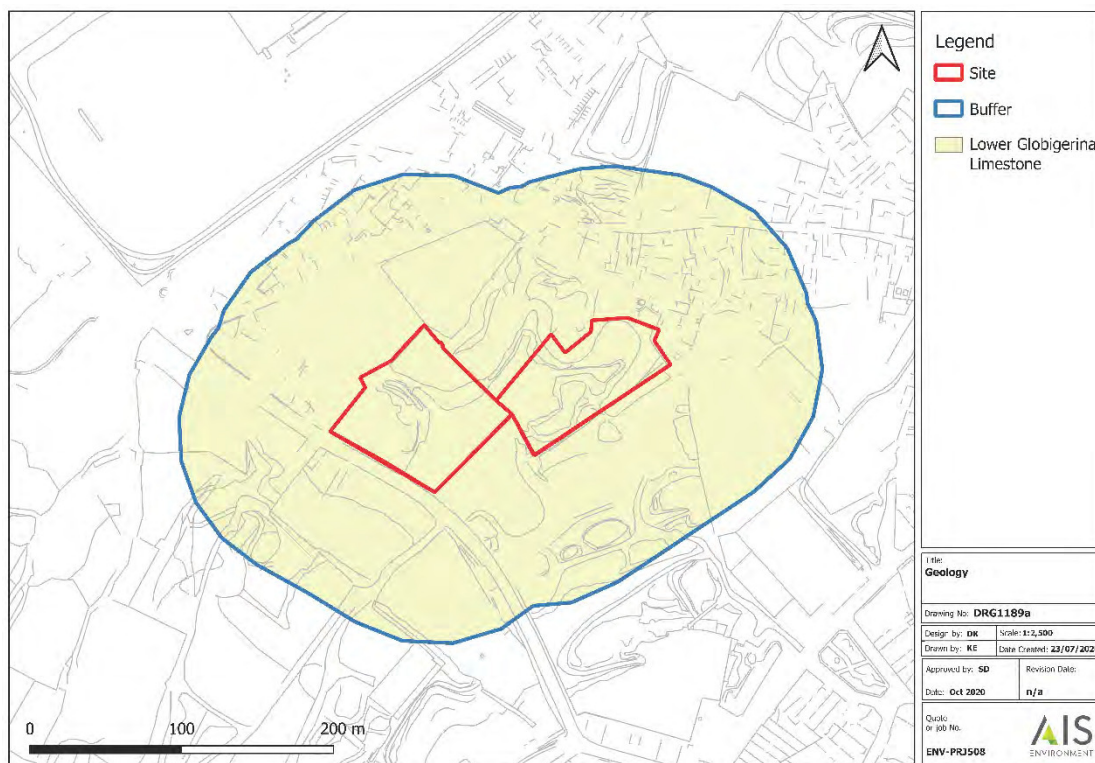 Legend
Site
Buffer
Lower Globigerina
Limestone
Title:
Geology
Drawing No: DRG1189a
Design by: DK
Scale: 1:2,500
Drawn by: KE
Date Created: 23/07/202
Approved by: SD
Revision Date:
Date: Oct 2020
n/a
Quote
or job No.
ENV-PRJ508
AIS
ENVIRONMENT
0
100
200 m